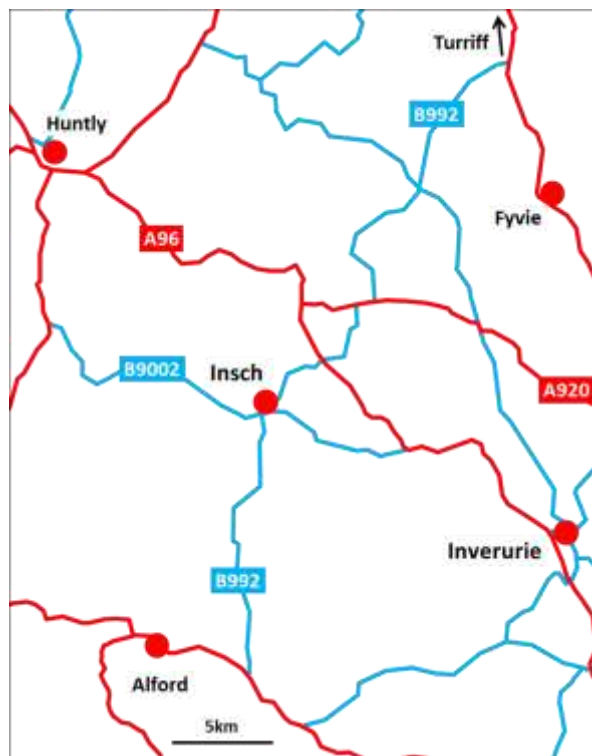 Turriff
B992
Huntly
Fyvie
A96
B9002
Insch
A920
Inverurie
B992
Alford
5km